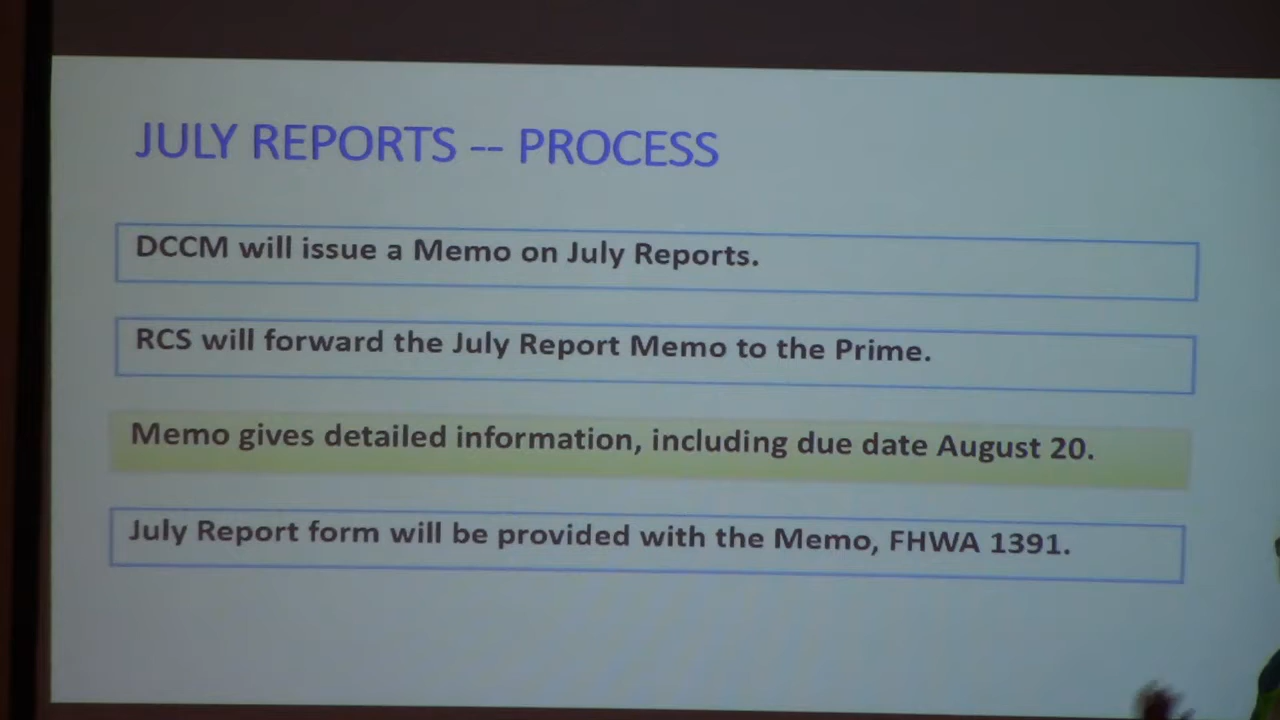 JULY REPORTS -- PROCESS
DCCM will issue a Memo on July Reports.
RCS will forward the July Report Memo to the Prime.
Memo gives detailed information, including due date August 20.
July Report form will be provided with the Memo, FHWA 1391.